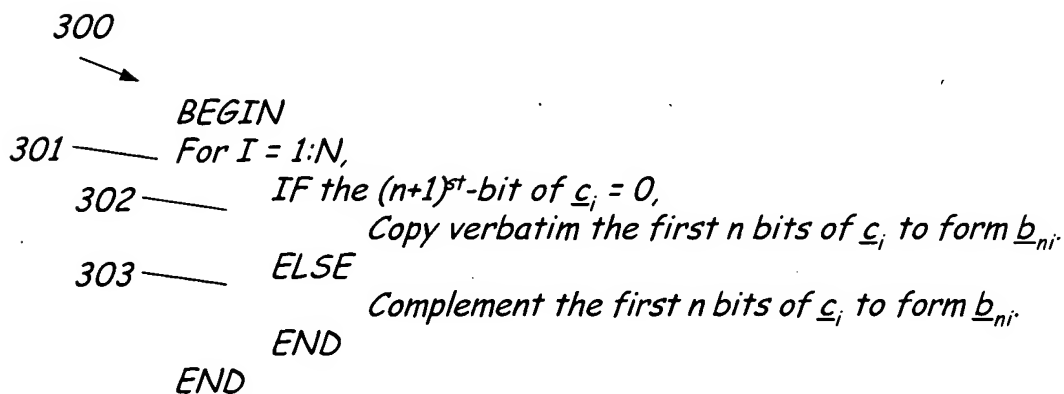 300
BEGIN
301 For I = 1:N,
302 IF the (n+1)st-bit of c_i = 0,
Copy verbatim the first n bits of c_i to form b_ni.
303 ELSE
Complement the first n bits of c_i to form b_ni.
END
END